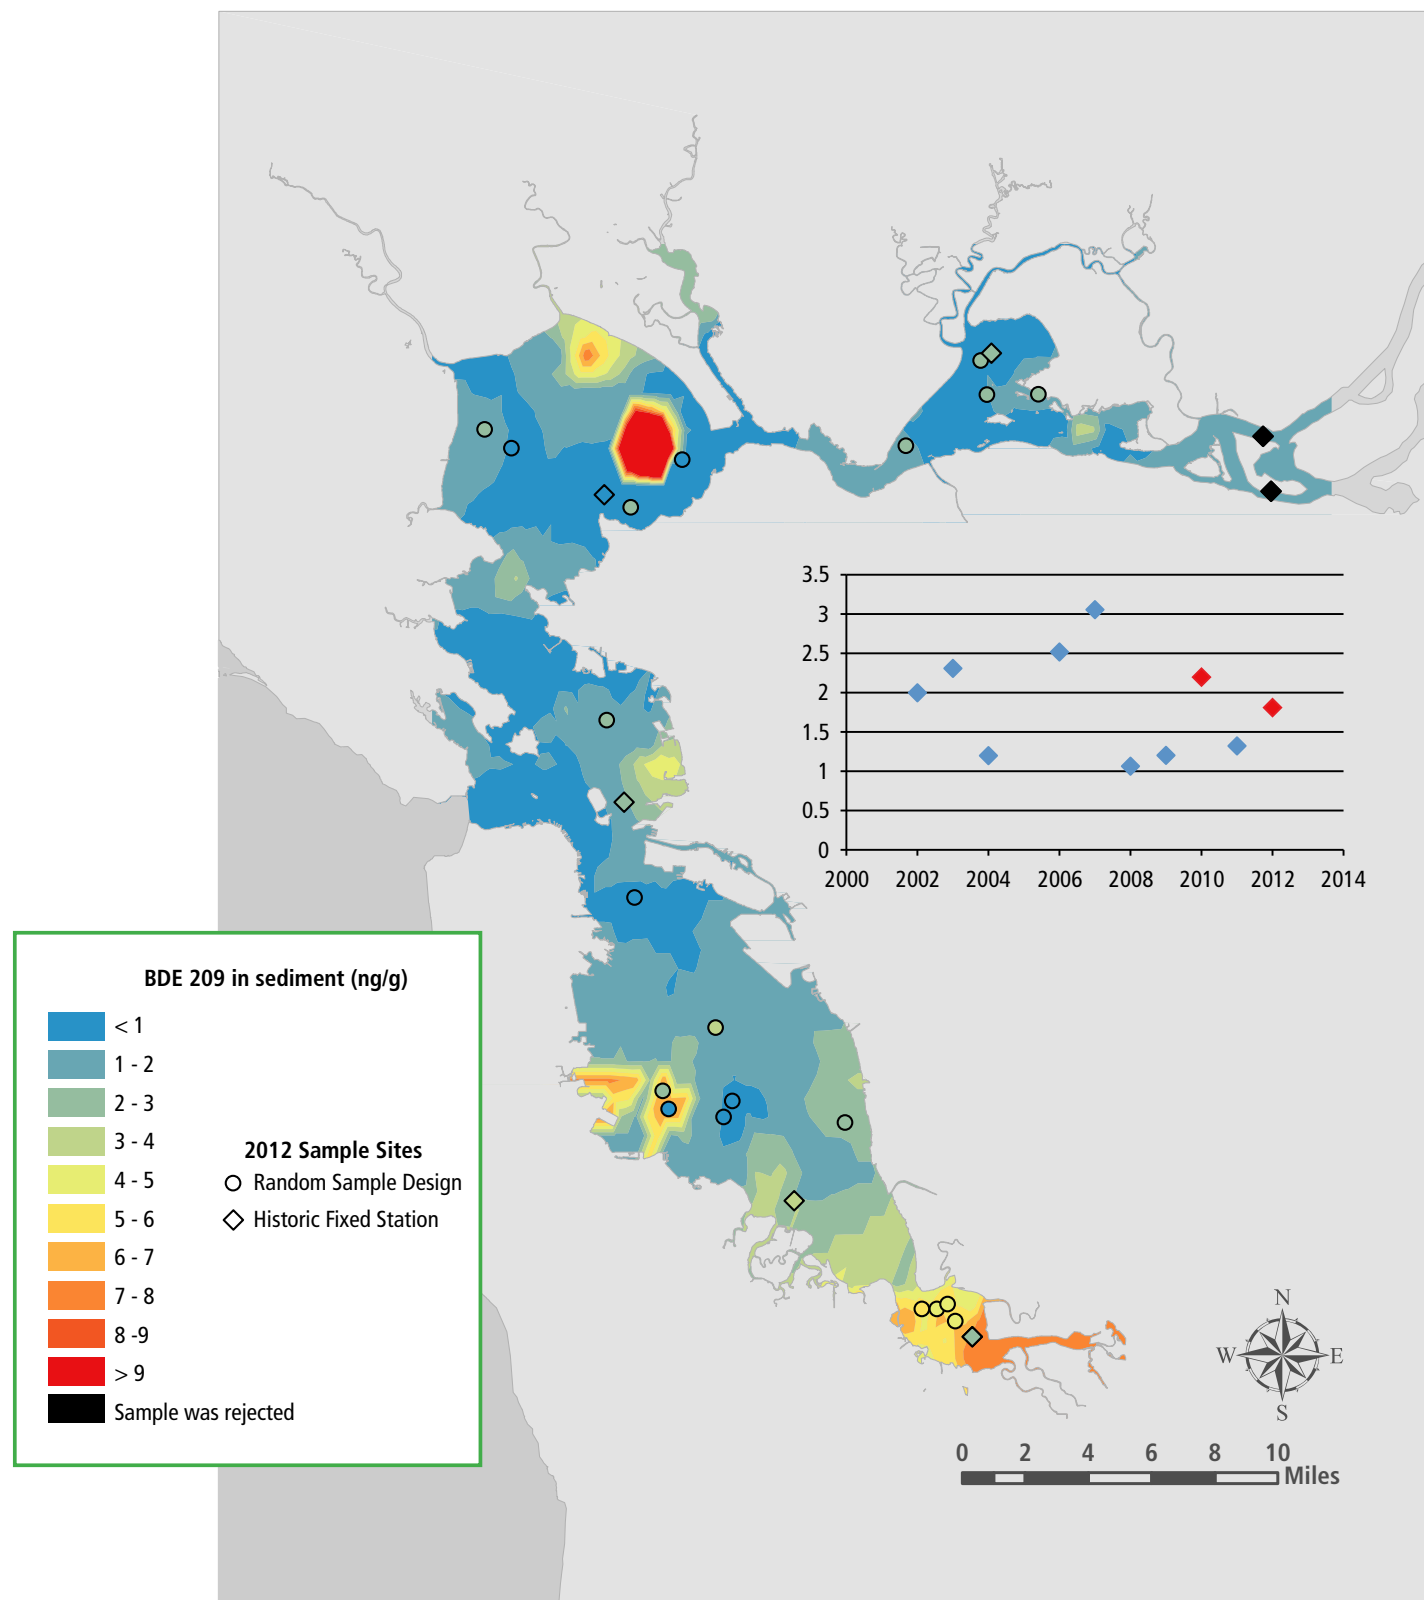 3.5
3
2.5
2
1.5
1
0.5
0
2000 2002 2004 2006 2008 2010 2012 2014
BDE 209 in sediment (ng/g)
< 1
1 - 2
2 - 3
3 - 4
4 - 5
5 - 6
6 - 7
7 - 8
8 -9
> 9
Sample was rejected
2012 Sample Sites
Random Sample Design
Historic Fixed Station
N
W E
S
0 2 4 6 8 10
Miles